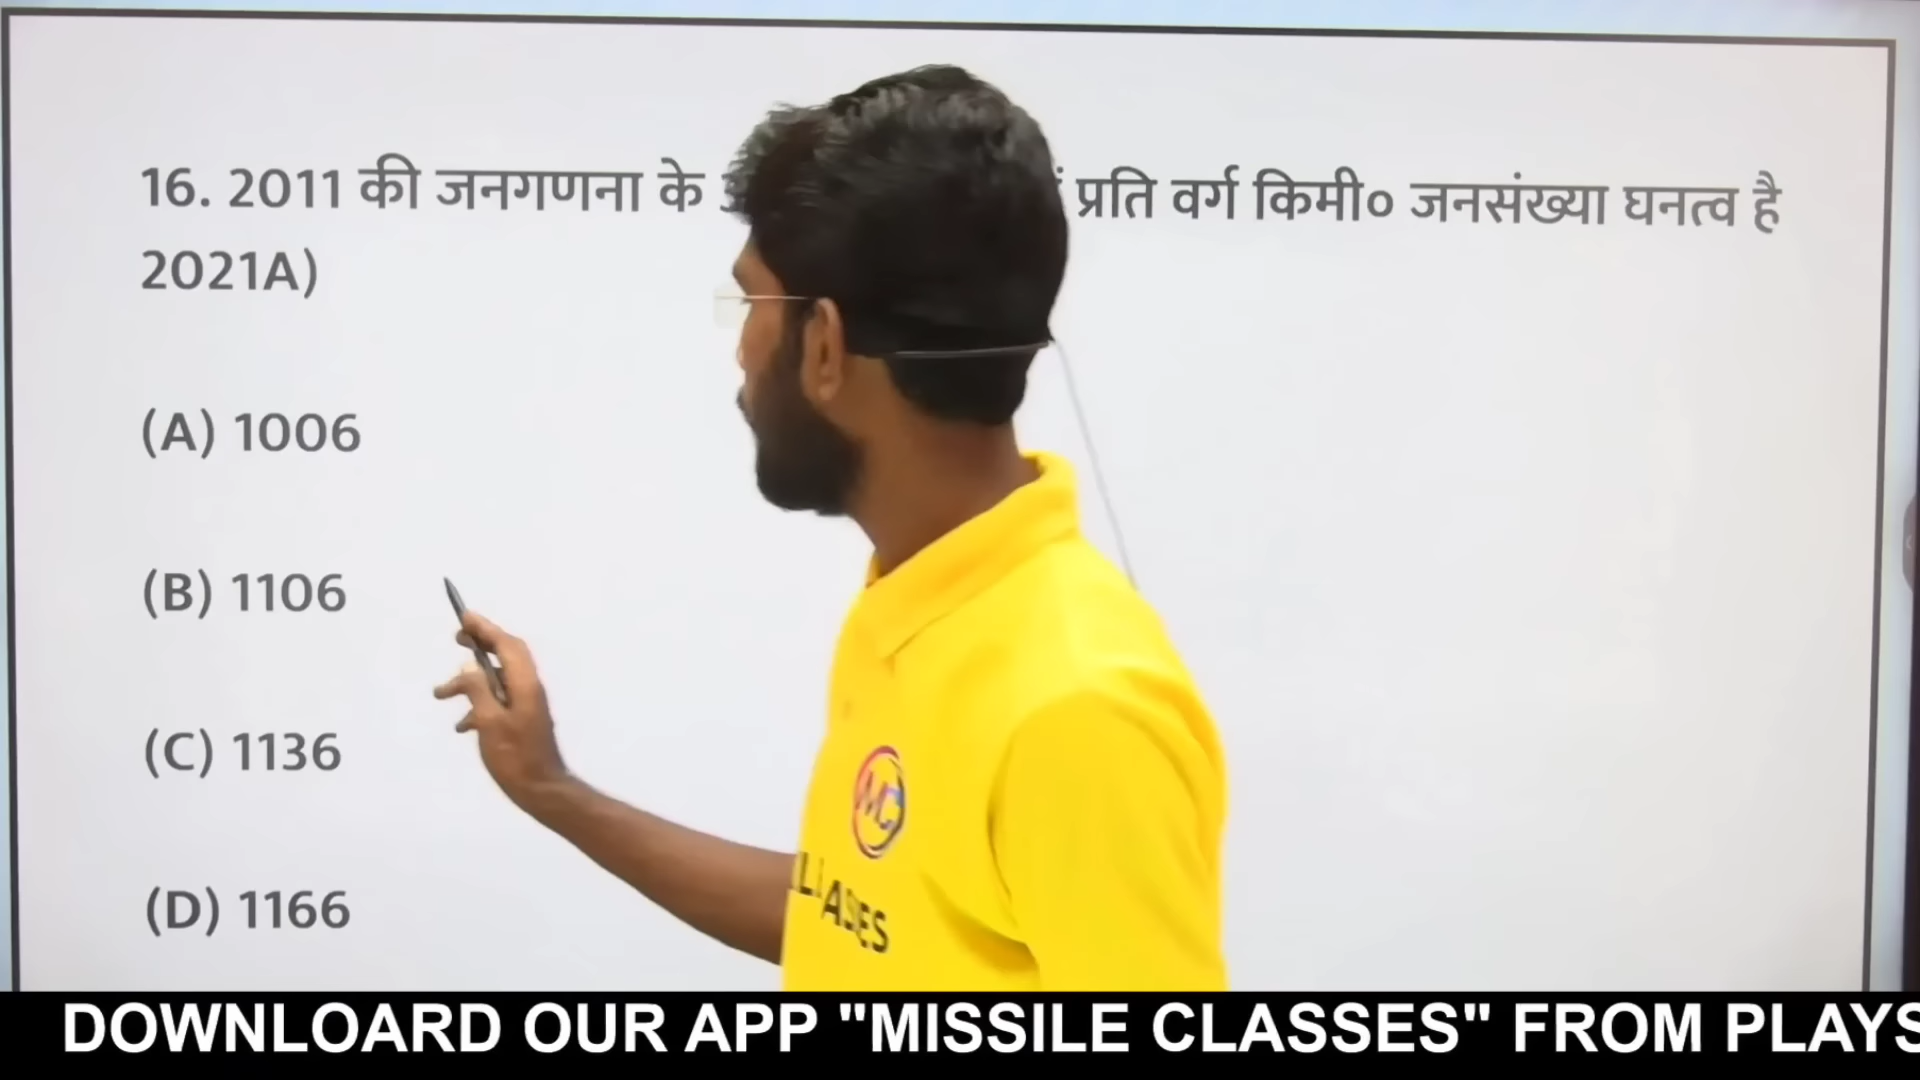 16. 2011 की जनगणना के प्रति वर्ग किमी० जनसंख्या घनत्व है
2021A)
(A) 1006
(B) 1106
(C) 1136
(D) 1166
MC
DOWNLOARD OUR APP "MISSILE CLASSES" FROM PLAYS